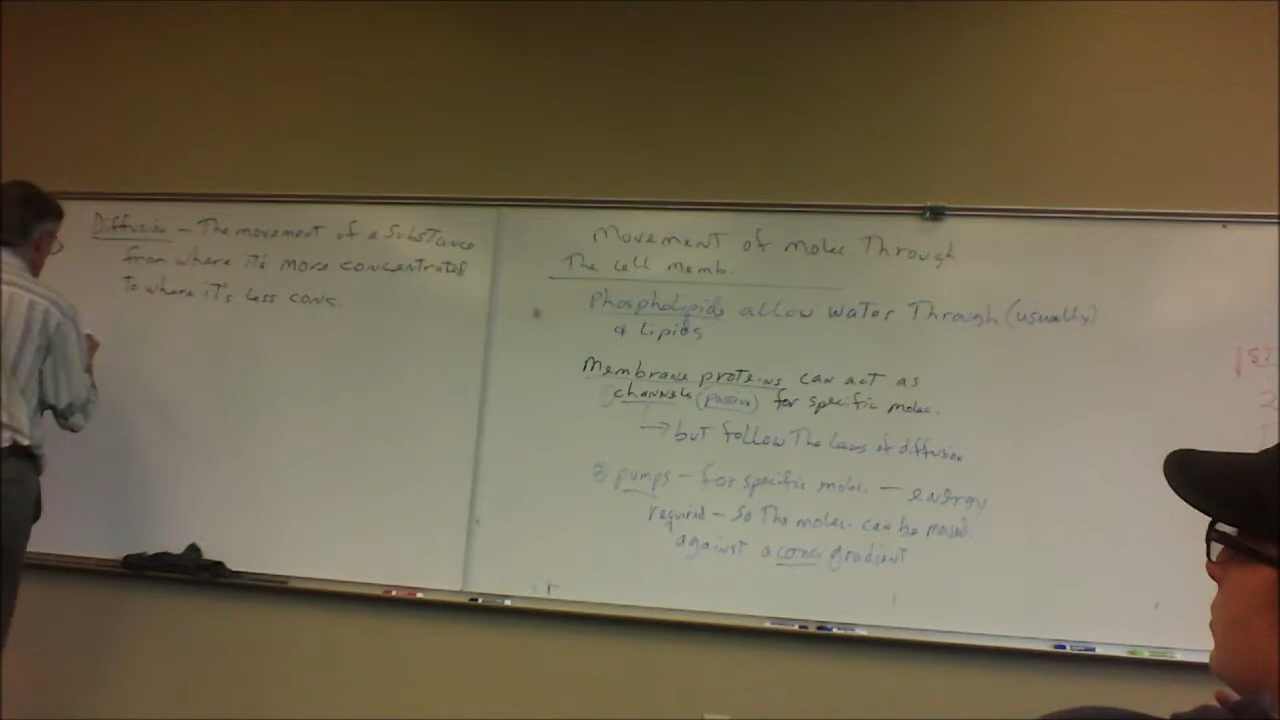 Diffusion – The movement of a substance
from where it's more concentrated
to where it's less conc.
Movement of molec Through
The cell memb.
Phospholipids allow water Through (usually)
& Lipids
Membrane proteins can act as
channels (passive) for specific molec.
→ but follow The laws of diffusion
② pumps – for specific molec. – energy
required – so The molec. can be moved
against a conc. gradient
1st
2